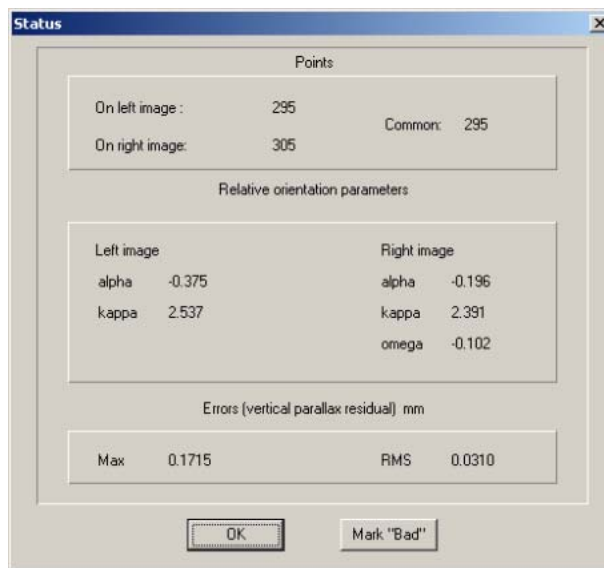 Status
Points
On left image : 295
Common: 295
On right image: 305
Relative orientation parameters
Left image Right image
alpha -0.375 alpha -0.196
kappa 2.537 kappa 2.391
omega -0.102
Errors (vertical parallax residual) mm
Max 0.1715 RMS 0.0310
OK Mark "Bad"